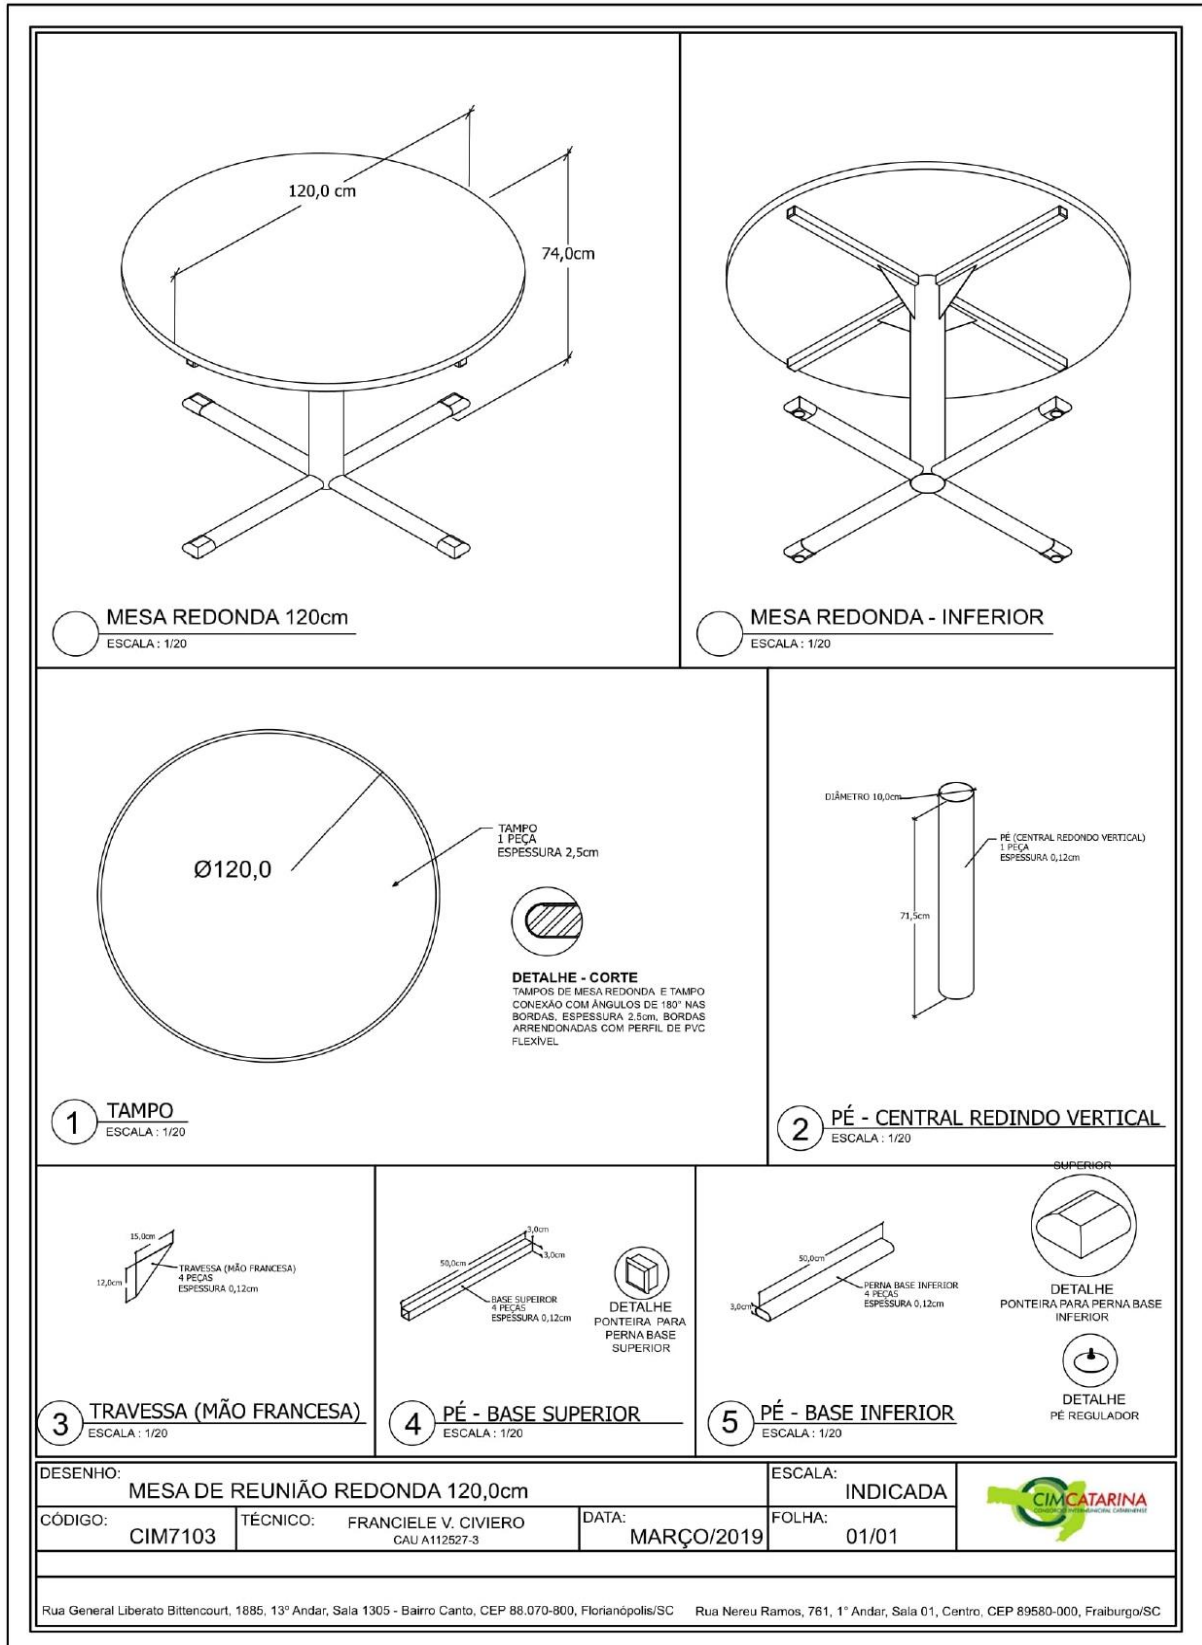 120,0 cm
74,0cm
MESA REDONDA 120cm
ESCALA : 1/20
MESA REDONDA - INFERIOR
ESCALA : 1/20
Ø120,0
TAMPO
1 PEÇA
ESPESSURA 2,5cm
DETALHE - CORTE
TAMPOS DE MESA REDONDA E TAMPO
CONEXÃO COM ÂNGULOS DE 180° NAS
BORDAS, ESPESSURA 2.5cm, BORDAS
ARRENDONADAS COM PERFIL DE PVC
FLEXÍVEL
1
TAMPO
ESCALA : 1/20
DIÂMETRO 10,0cm
PÉ (CENTRAL REDONDO VERTICAL)
1 PEÇA
ESPESSURA 0,12cm
71,5cm
2
PÉ - CENTRAL REDINDO VERTICAL
ESCALA : 1/20
15,0cm
12,0cm
TRAVESSA (MÃO FRANCESA)
4 PEÇAS
ESPESSURA 0,12cm
3
TRAVESSA (MÃO FRANCESA)
ESCALA : 1/20
3,0cm
3,0cm
50,0cm
BASE SUPEIROR
4 PEÇAS
ESPESSURA 0,12cm
DETALHE
PONTEIRA PARA
PERNA BASE
SUPERIOR
4
PÉ - BASE SUPERIOR
ESCALA : 1/20
50,0cm
3,0cm
PERNA BASE INFERIOR
4 PEÇAS
ESPESSURA 0,12cm
SUPERIOR
DETALHE
PONTEIRA PARA PERNA BASE
INFERIOR
DETALHE
PÉ REGULADOR
5
PÉ - BASE INFERIOR
ESCALA : 1/20
DESENHO:
MESA DE REUNIÃO REDONDA 120,0cm
ESCALA:
INDICADA
CÓDIGO:
CIM7103
TÉCNICO:
FRANCIELE V. CIVIERO
CAU A112527-3
DATA:
MARÇO/2019
FOLHA:
01/01
CIMCATARINA
CONSÓRCIO INTERMUNICIPAL CATARINENSE
Rua General Liberato Bittencourt, 1885, 13º Andar, Sala 1305 - Bairro Canto, CEP 88.070-800, Florianópolis/SC
Rua Nereu Ramos, 761, 1° Andar, Sala 01, Centro, CEP 89580-000, Fraiburgo/SC